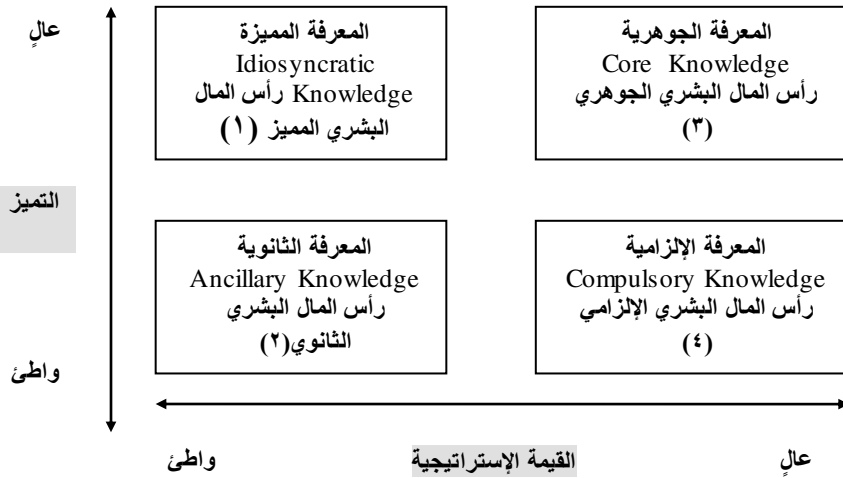 عالٍ
المعرفة المميزة
Idiosyncratic
Knowledge رأس المال
البشري المميز (١)
المعرفة الجوهرية
Core Knowledge
رأس المال البشري الجوهري
(٣)
التميز
المعرفة الثانوية
Ancillary Knowledge
رأس المال البشري
الثانوي(٢)
المعرفة الإلزامية
Compulsory Knowledge
رأس المال البشري الإلزامي
(٤)
واطئ
واطئ
القيمة الإستراتيجية
عالٍ